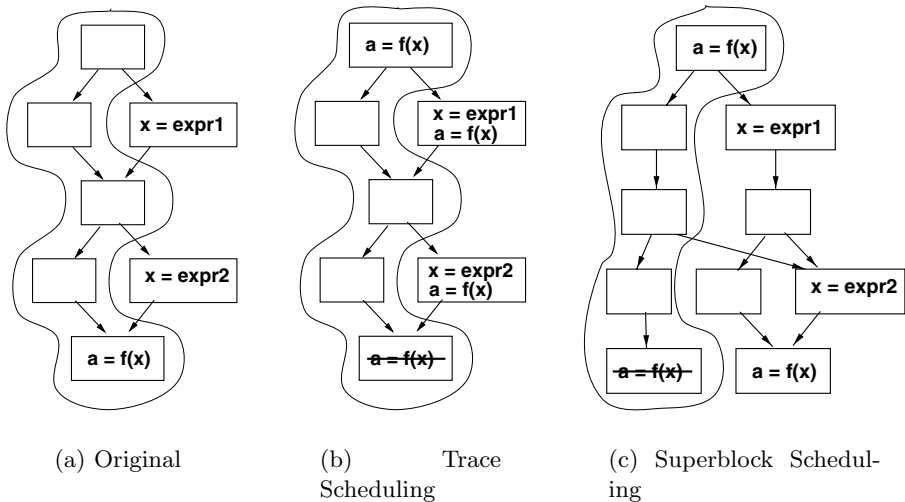 x = expr1
x = expr2
a = f(x)
(a) Original
a = f(x)
x = expr1
a = f(x)
x = expr2
a = f(x)
a = f(x)
(b) Trace
Scheduling
a = f(x)
x = expr1
x = expr2
a = f(x)
a = f(x)
(c) Superblock Schedul-
ing